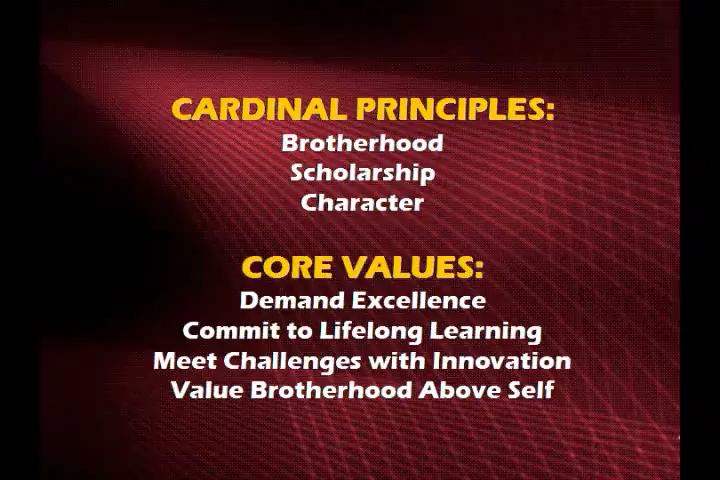 CARDINAL PRINCIPLES:
Brotherhood
Scholarship
Character
CORE VALUES:
Demand Excellence
Commit to Lifelong Learning
Meet Challenges with Innovation
Value Brotherhood Above Self